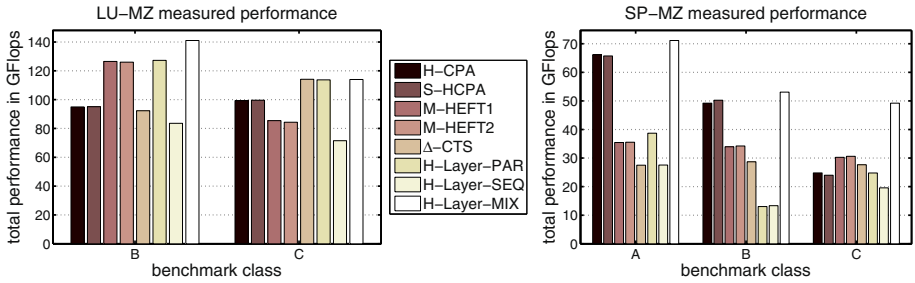 LU−MZ measured performance
total performance in GFlops
140
120
100
80
60
40
20
0
B
C
benchmark class
H−CPA
S−HCPA
M−HEFT1
M−HEFT2
Δ−CTS
H−Layer−PAR
H−Layer−SEQ
H−Layer−MIX
SP−MZ measured performance
total performance in GFlops
70
60
50
40
30
20
10
0
A
B
C
benchmark class